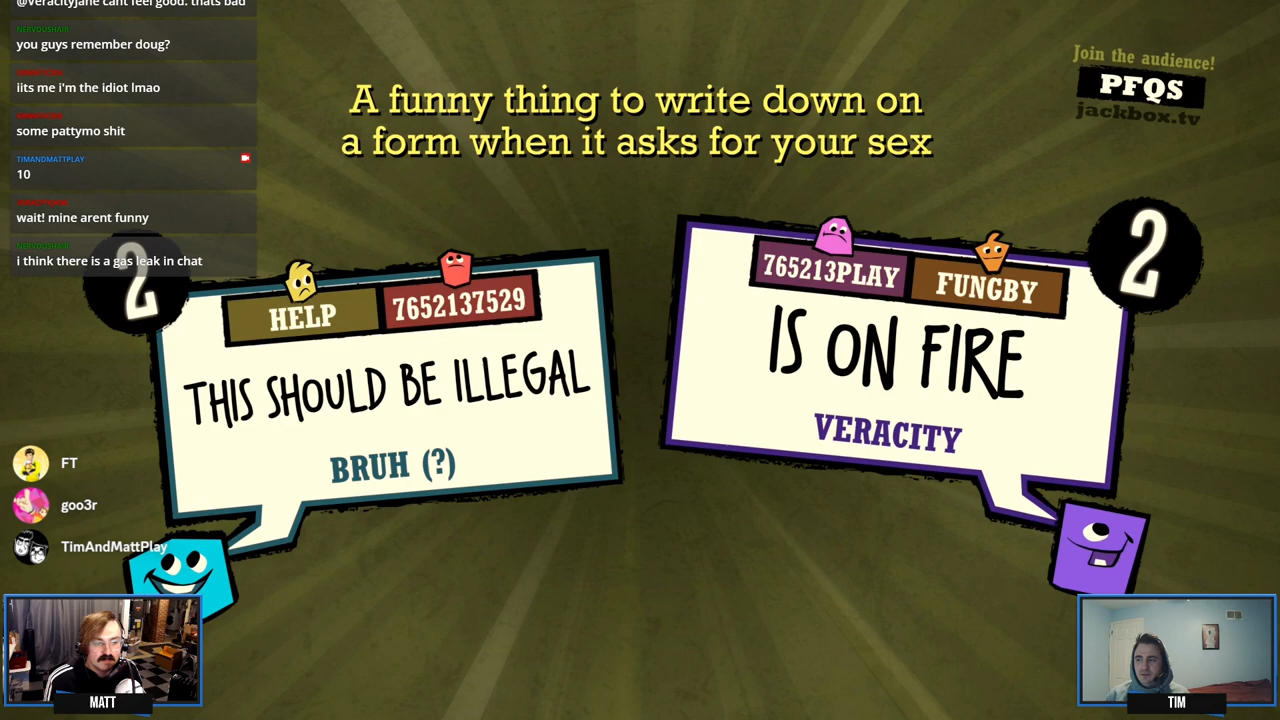 @veracityjane cant feel good. thats bad
NERVOUSHAIR
you guys remember doug?
iits me i'm the idiot lmao
some pattymo shit
TIMANDMATTPLAY
10
wait! mine arent funny
NERVOUSHAIR
i think there is a gas leak in chat
Join the audience!
PFQS
jackbox.tv
A funny thing to write down on
a form when it asks for your sex
2
HELP
7652137529
THIS SHOULD BE ILLEGAL
BRUH (?)
2
765213PLAY
FUNGBY
IS ON FIRE
VERACITY
FT
goo3r
TimAndMattPlay
MATT
TIM